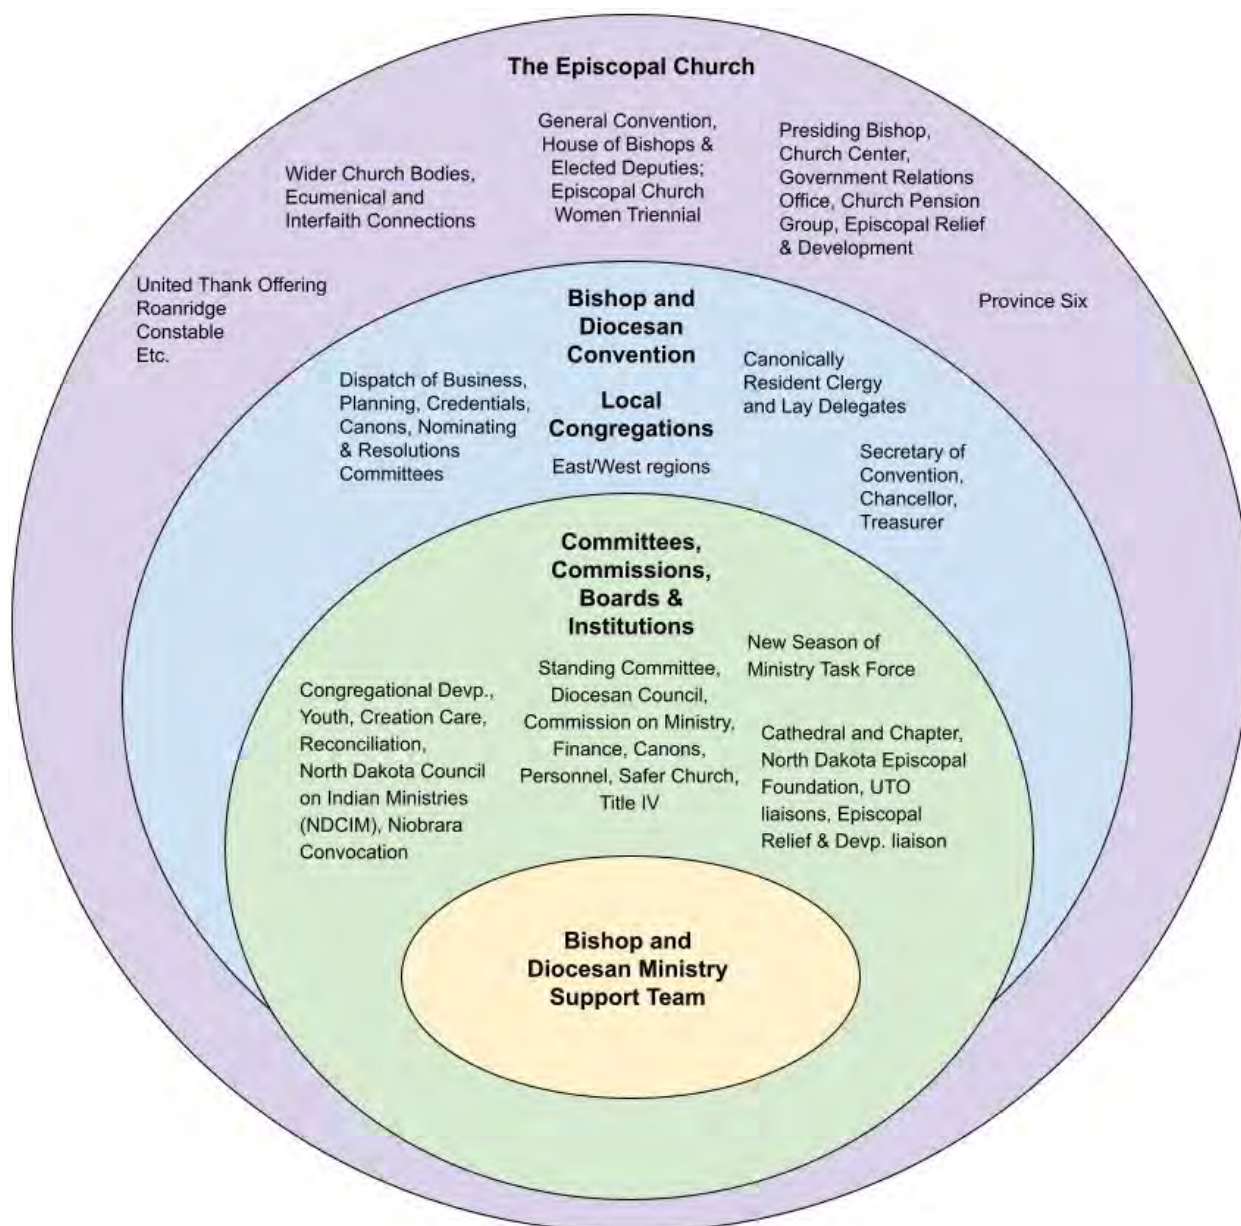 The Episcopal Church
General Convention,
House of Bishops &
Elected Deputies;
Episcopal Church
Women Triennial
Presiding Bishop,
Church Center,
Government Relations
Office, Church Pension
Group, Episcopal Relief
& Development
Wider Church Bodies,
Ecumenical and
Interfaith Connections
United Thank Offering
Roanridge
Constable
Etc.
Province Six
Bishop and
Diocesan
Convention
Local
Congregations
East/West regions
Dispatch of Business,
Planning, Credentials,
Canons, Nominating
& Resolutions
Committees
Canonically
Resident Clergy
and Lay Delegates
Secretary of
Convention,
Chancellor,
Treasurer
Committees,
Commissions,
Boards &
Institutions
Standing Committee,
Diocesan Council,
Commission on Ministry,
Finance, Canons,
Personnel, Safer Church,
Title IV
New Season of
Ministry Task Force
Congregational Devp.,
Youth, Creation Care,
Reconciliation,
North Dakota Council
on Indian Ministries
(NDCIM), Niobrara
Convocation
Cathedral and Chapter,
North Dakota Episcopal
Foundation, UTO
liaisons, Episcopal
Relief & Devp. liaison
Bishop and
Diocesan Ministry
Support Team